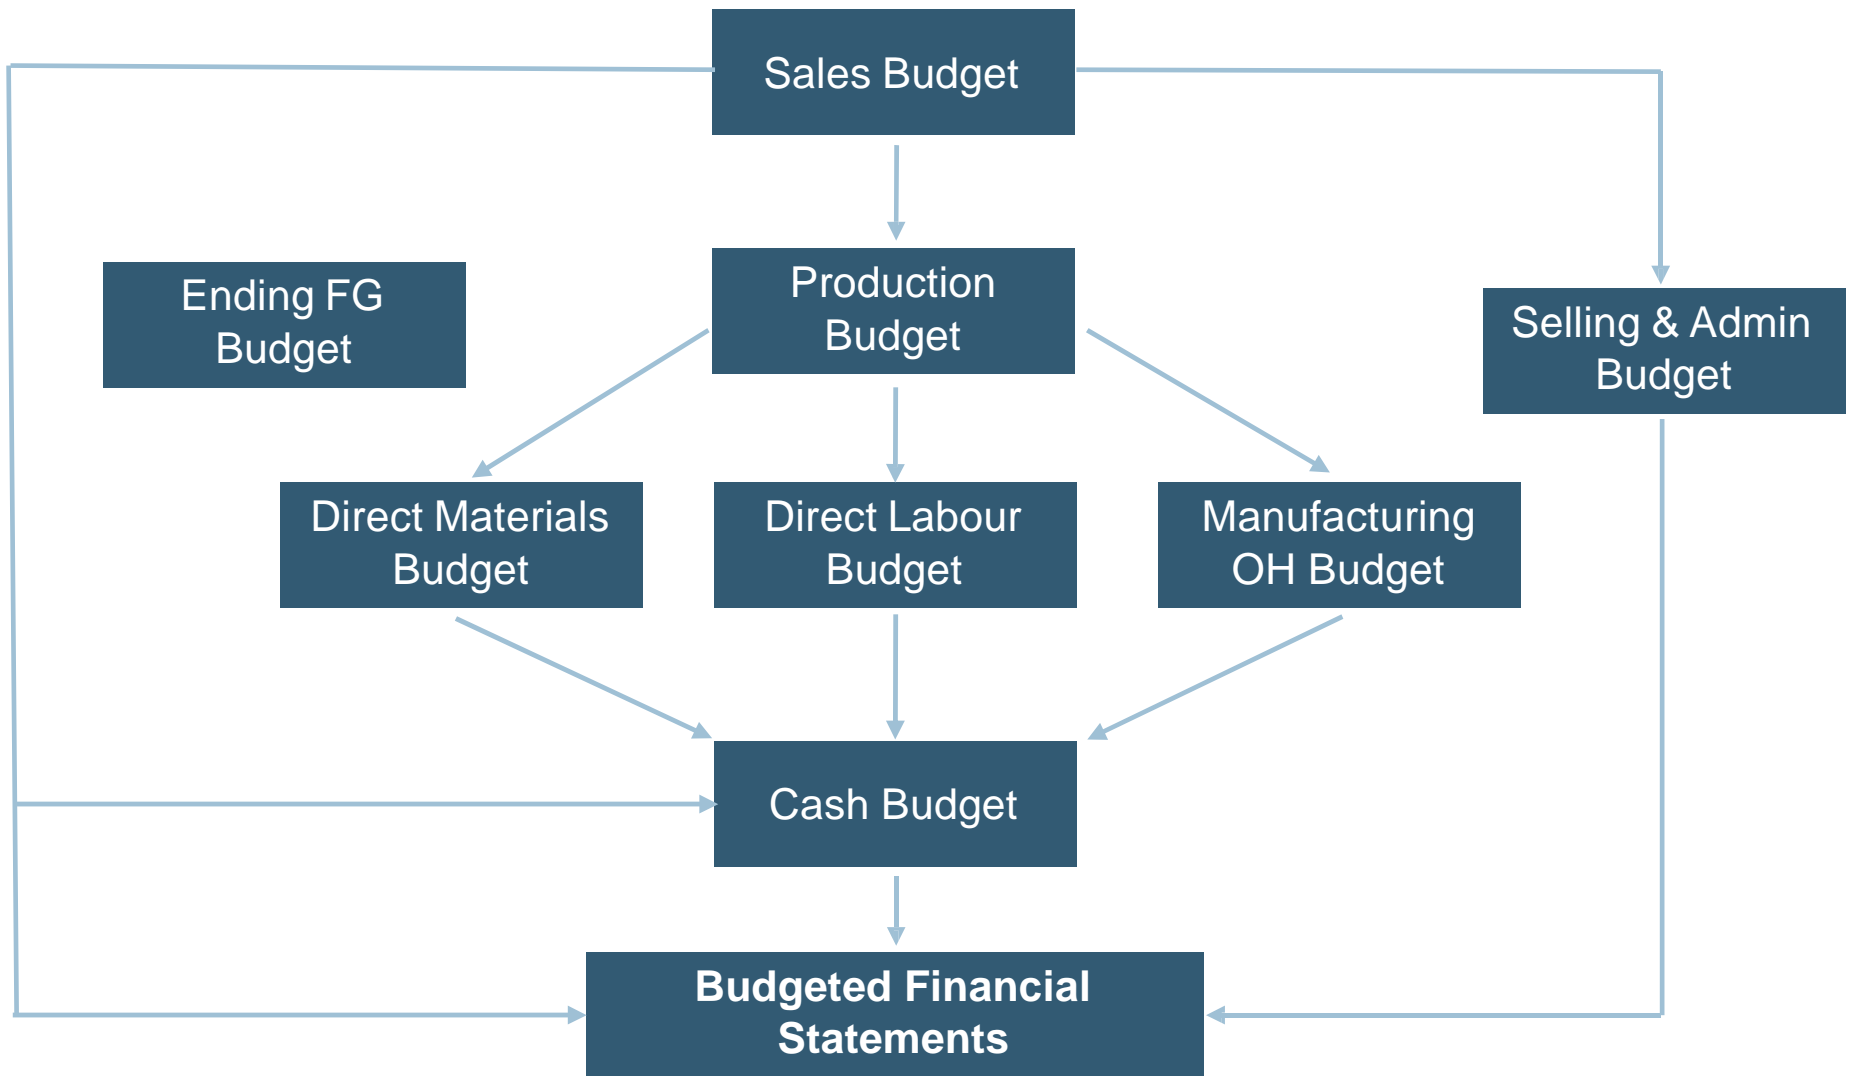 Sales Budget
Ending FG
Budget
Production
Budget
Selling & Admin
Budget
Direct Materials
Budget
Direct Labour
Budget
Manufacturing
OH Budget
Cash Budget
Budgeted Financial
Statements